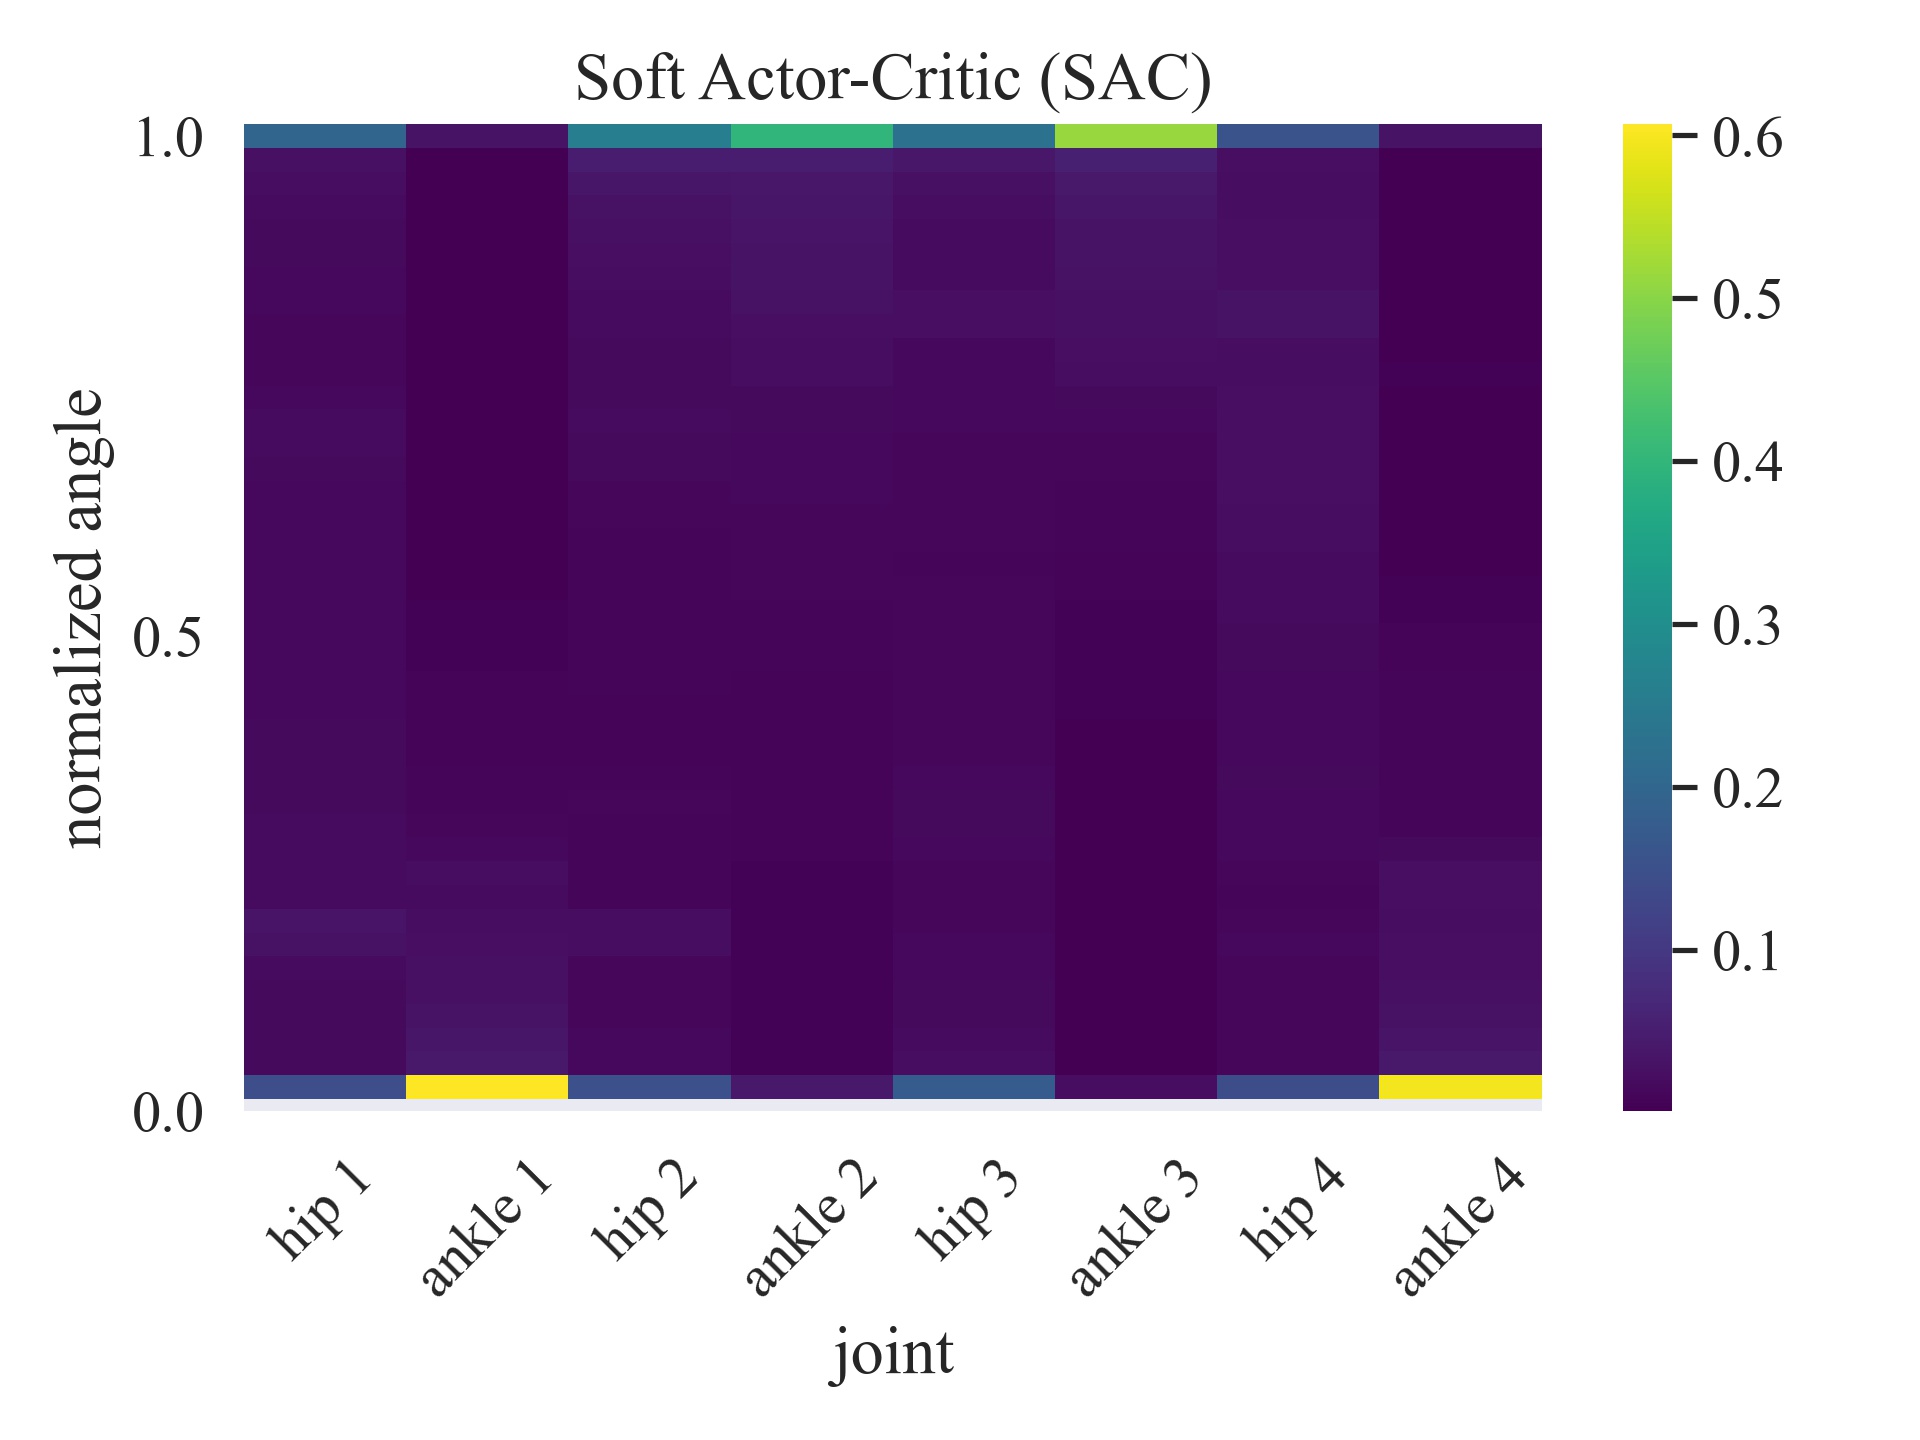 Soft Actor-Critic (SAC)
normalized angle
1.0
0.5
0.0
hip 1
ankle 1
hip 2
ankle 2
hip 3
ankle 3
hip 4
ankle 4
joint
0.6
0.5
0.4
0.3
0.2
0.1